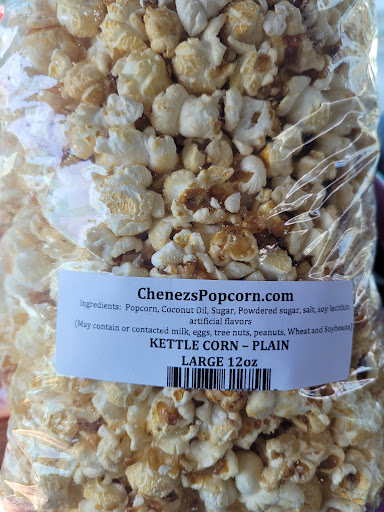 ChenezsPopcorn.com
Ingredients: Popcorn, Coconut Oil, Sugar, Powdered sugar, salt, soy lecithin
artificial flavors
[May contain or contacted milk, eggs, tree nuts, peanuts, Wheat and Soybeans]
KETTLE CORN – PLAIN
LARGE 12oz